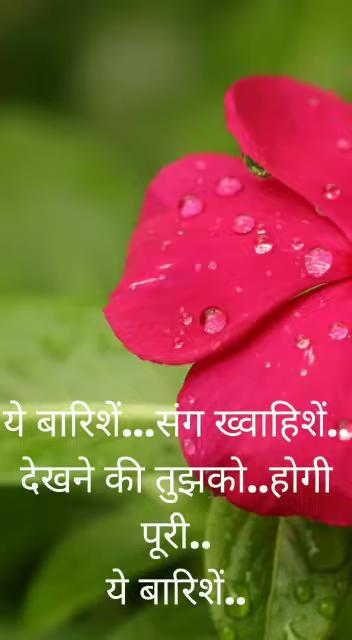 ये बारिशें...संग ख्वाहिशें..
देखने की तुझको..होगी
पूरी..
ये बारिशें..